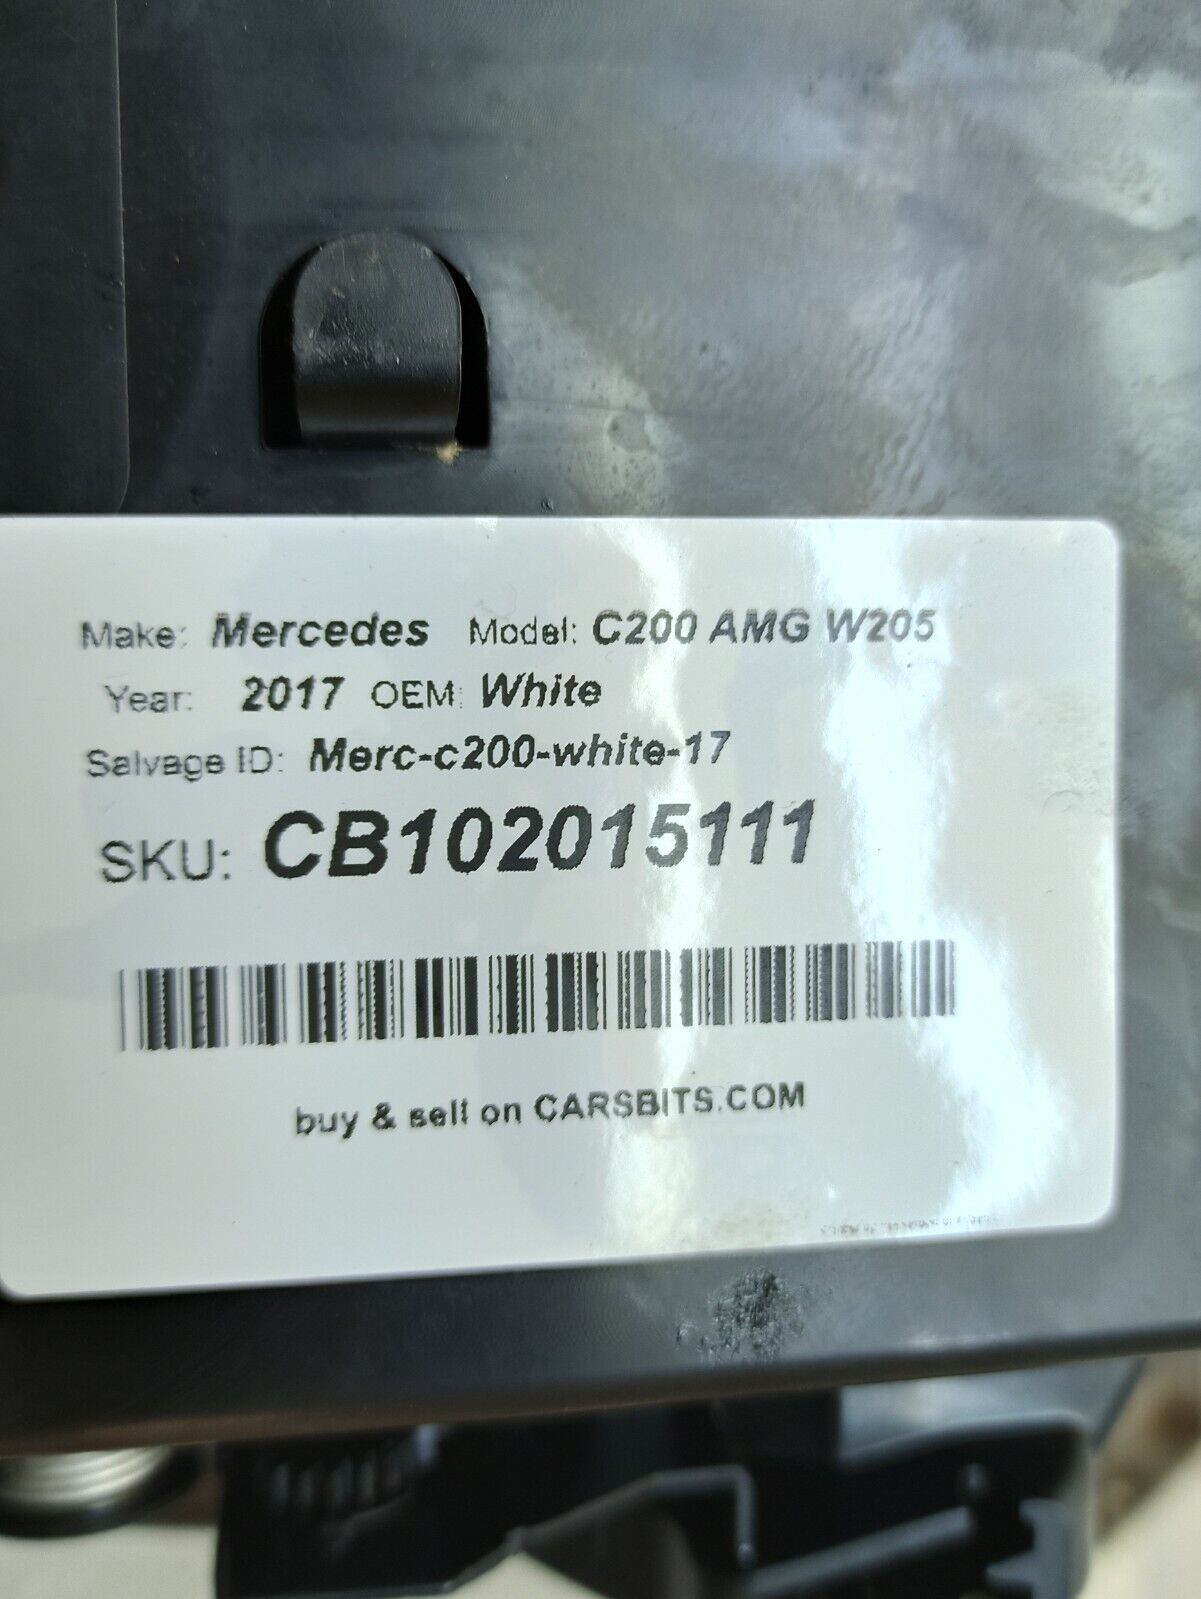 Make: Mercedes Model: C200 AMG W205
Year: 2017 OEM: White
Salvage ID: Merc-c200-white-17
SKU: CB102015111
buy & sell on CARSBITS.COM